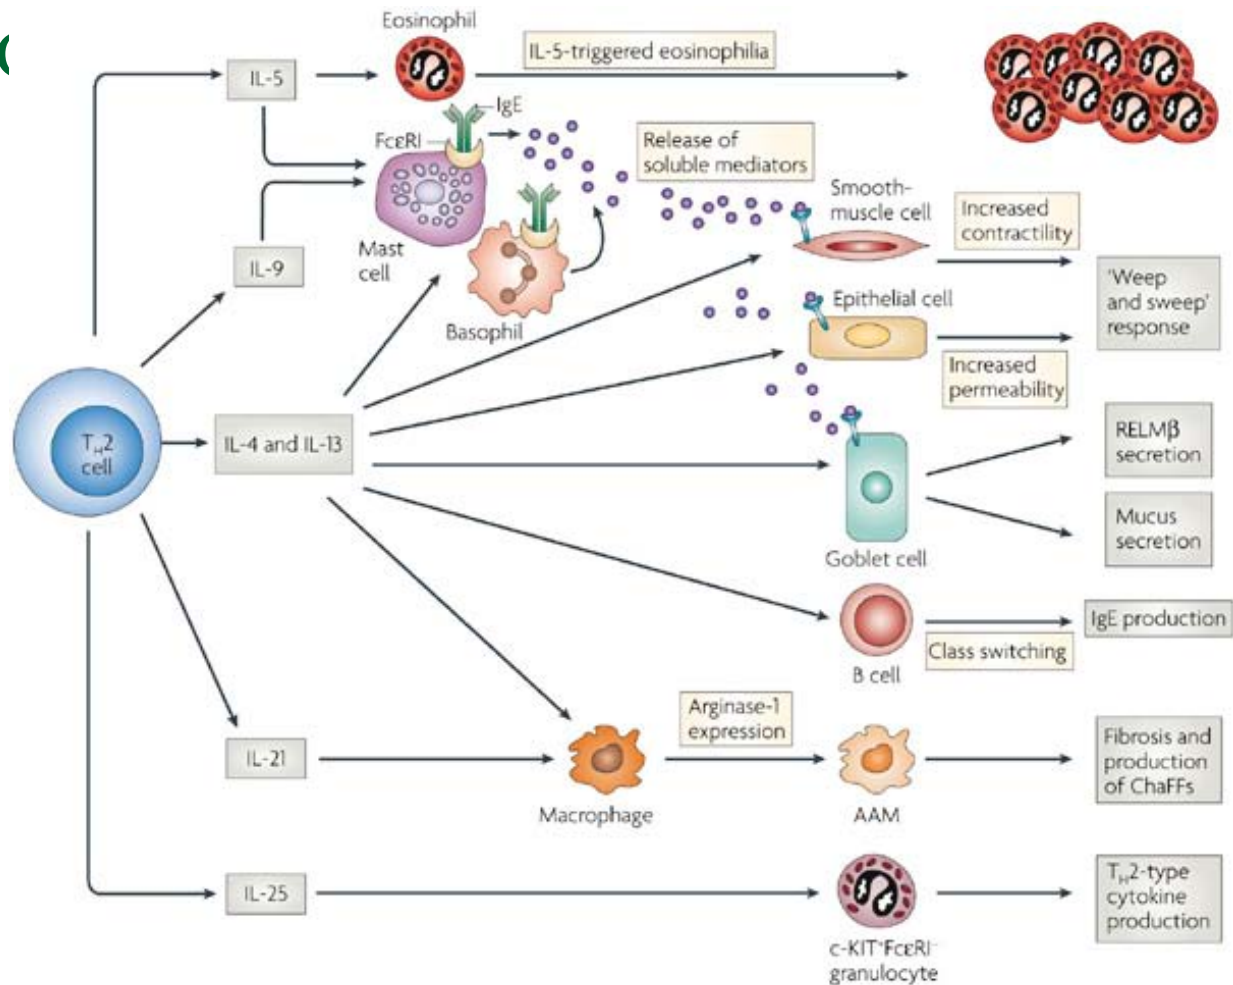 Eosinophil
IL-5-triggered eosinophilia
IL-5
IgE
FcεRI
Release of
soluble mediators
Smooth-
muscle cell
Increased
contractility
Mast
cell
IL-9
'Weep
and sweep'
response
Epithelial cell
Basophil
Increased
permeability
T_H2
cell
IL-4 and IL-13
RELMβ
secretion
Mucus
secretion
Goblet cell
IgE production
Class switching
B cell
Arginase-1
expression
IL-21
Fibrosis and
production
of ChaFFs
Macrophage
AAM
IL-25
T_H2-type
cytokine
production
c-KIT⁺FcεRI⁻
granulocyte